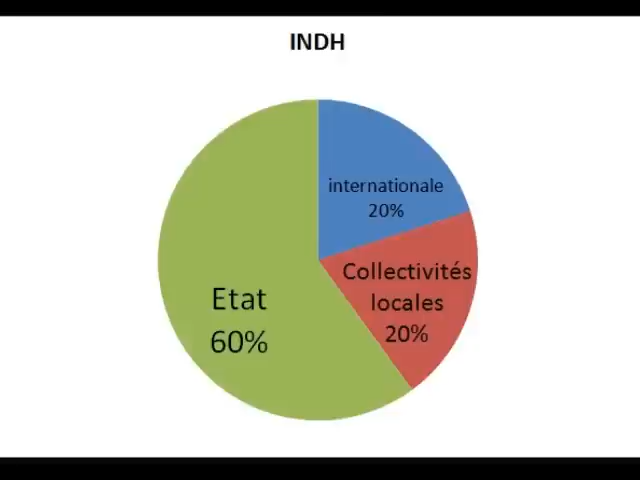 INDH
internationale
20%
Collectivités
locales
20%
Etat
60%